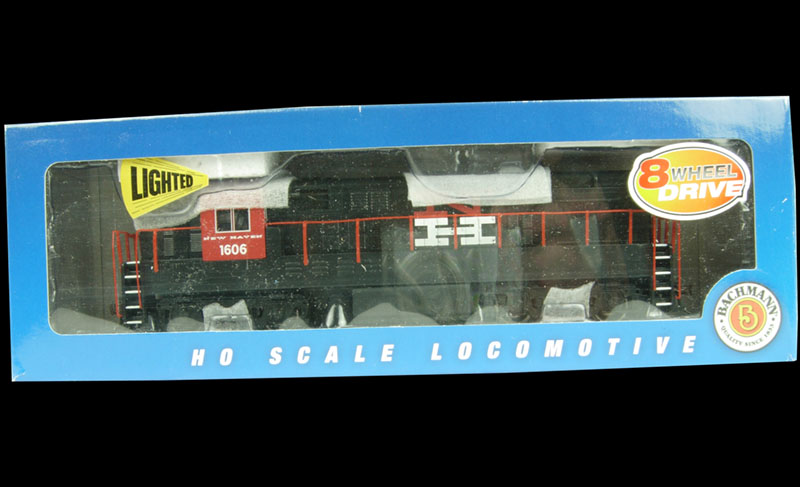 LIGHTED
8 WHEEL
DRIVE
NEW HAVEN
1606
N
H
BACHMANN
QUALITY SINCE 1833
HO SCALE LOCOMOTIVE